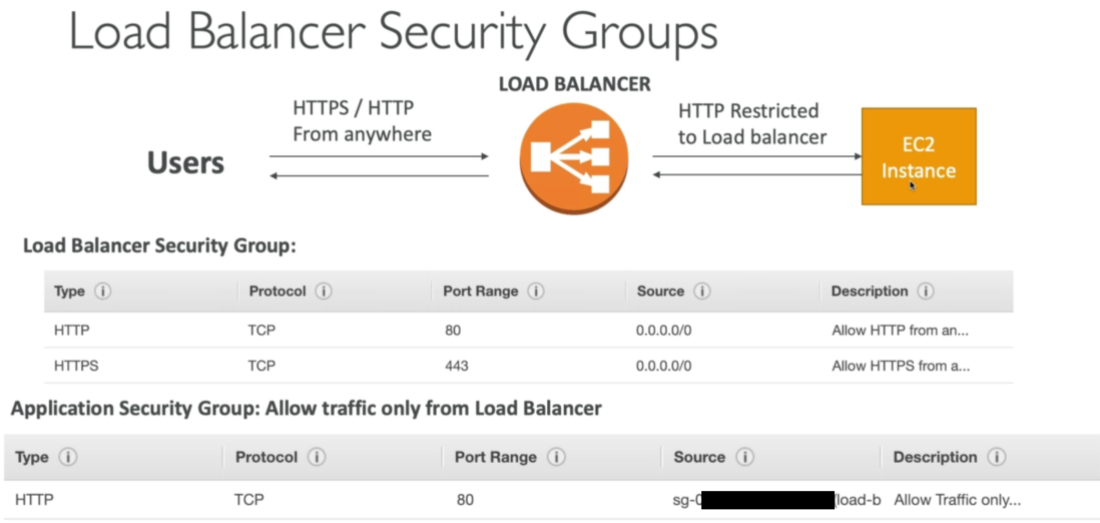 Load Balancer Security Groups
LOAD BALANCER
HTTPS / HTTP
From anywhere
HTTP Restricted
to Load balancer
Users
EC2
Instance
Load Balancer Security Group:
Type Protocol Port Range Source Description
HTTP TCP 80 0.0.0.0/0 Allow HTTP from an...
HTTPS TCP 443 0.0.0.0/0 Allow HTTPS from a...
Application Security Group: Allow traffic only from Load Balancer
Type Protocol Port Range Source Description
HTTP TCP 80 sg-0 load-b Allow Traffic only...